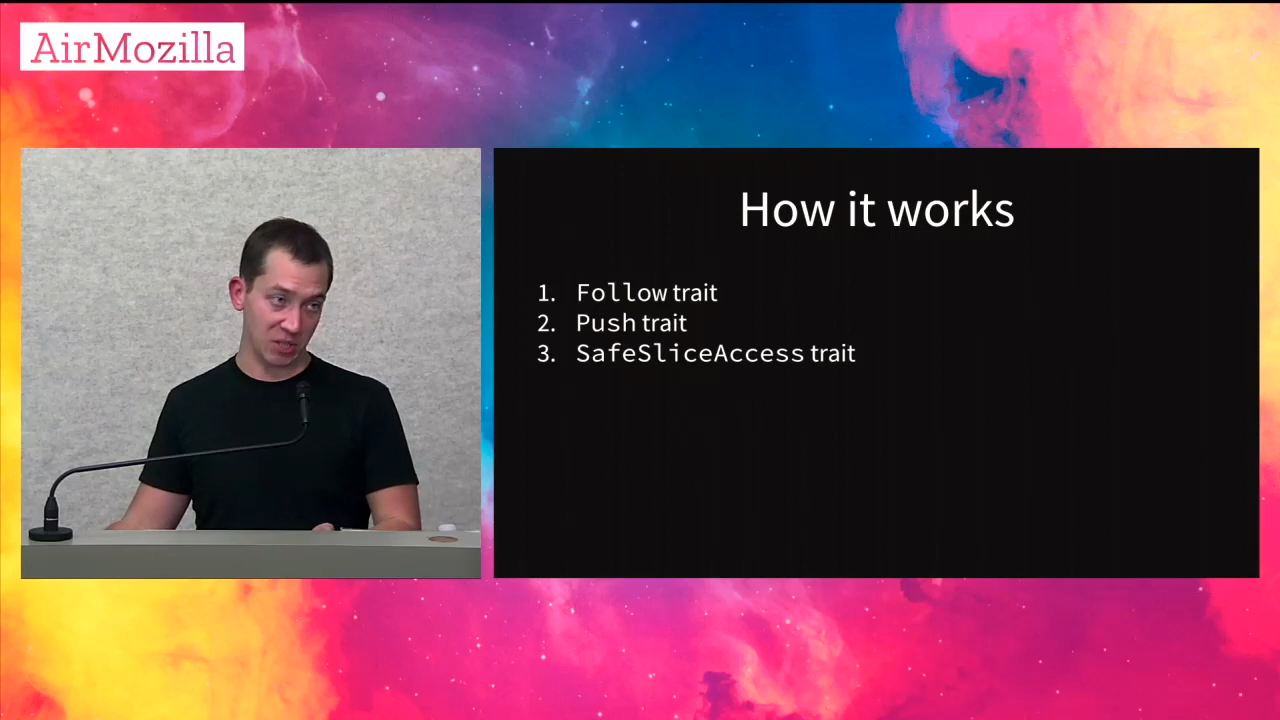 AirMozilla
How it works
1. Follow trait
2. Push trait
3. SafeSliceAccess trait